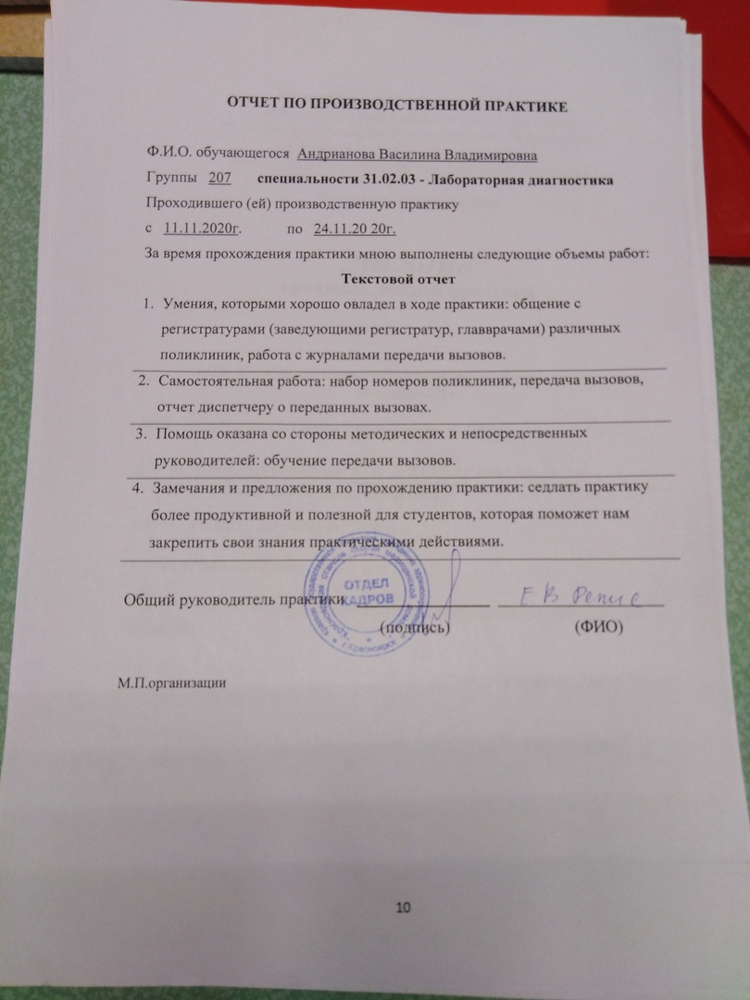 ОТЧЕТ ПО ПРОИЗВОДСТВЕННОЙ ПРАКТИКЕ
Ф.И.О. обучающегося Андрианова Василина Владимировна
Группы 207 специальности 31.02.03 - Лабораторная диагностика
Проходившего (ей) производственную практику
с 11.11.2020г. по 24.11.20 20г.
За время прохождения практики мною выполнены следующие объемы работ:
Текстовой отчет
1. Умения, которыми хорошо овладел в ходе практики: общение с
регистратурами (заведующими регистратур, главврачами) различных
поликлиник, работа с журналами передачи вызовов.
2. Самостоятельная работа: набор номеров поликлиник, передача вызовов,
отчет диспетчеру о переданных вызовах.
3. Помощь оказана со стороны методических и непосредственных
руководителей: обучение передачи вызовов.
4. Замечания и предложения по прохождению практики: седлать практику
более продуктивной и полезной для студентов, которая поможет нам
закрепить свои знания практическими действиями.
ОТДЕЛ
КАДРОВ
г.Красноярск
Общий руководитель практики Е В
(подпись) (ФИО)
М.П.организации
10